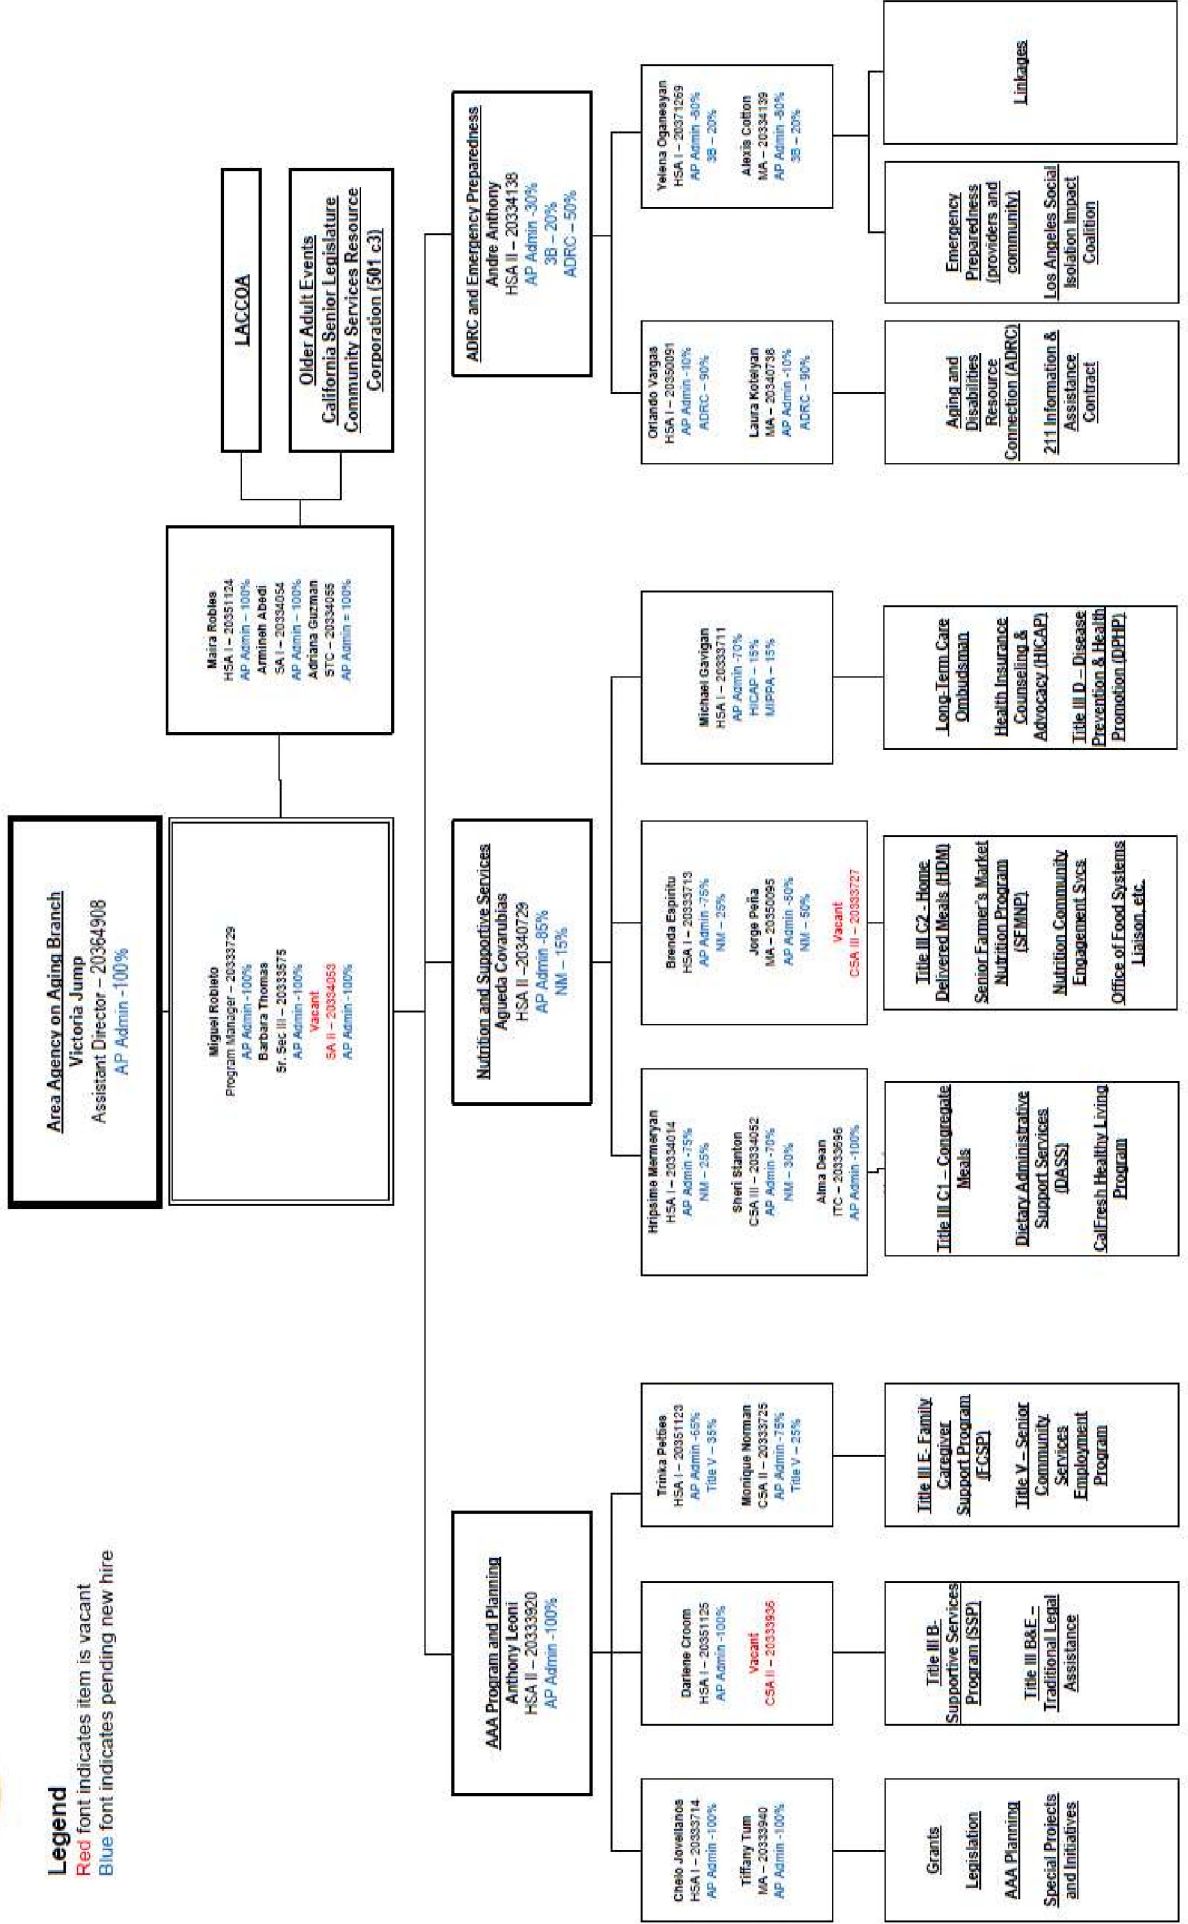 Legend
Red font indicates item is vacant
Blue font indicates pending new hire
Area Agency on Aging Branch
Victoria Jump
Assistant Director – 20364908
AP Admin -100%
Miguel Robleto
Program Manager – 20333729
AP Admin -100%
Barbara Thomas
Sr. Sec III – 20333575
AP Admin -100%
Vacant
SA II – 20334053
AP Admin -100%
Maira Robles
HSA I – 20351124
AP Admin – 100%
Armineh Abedi
SA I – 20334054
AP Admin – 100%
Adriana Guzman
STC – 20334055
AP Admin = 100%
LACCOA
Older Adult Events
California Senior Legislature
Community Services Resource
Corporation (501 c3)
AAA Program and Planning
Anthony Leoni
HSA II – 20333920
AP Admin -100%
Nutrition and Supportive Services
Agueda Covarubias
HSA II –20340729
AP Admin -85%
NM – 15%
ADRC and Emergency Preparedness
Andre Anthony
HSA II – 20334138
AP Admin -30%
3B – 20%
ADRC – 50%
Chelo Jovellanos
HSA I – 20333714
AP Admin -100%
Tiffany Tum
MA – 20333940
AP Admin -100%
Darlene Croom
HSA I – 20351125
AP Admin -100%
Vacant
CSA II – 20333936
Trinka Petties
HSA I – 20351123
AP Admin -65%
Title V – 35%
Monique Norman
CSA II – 20333725
AP Admin -75%
Title V – 25%
Hripsime Mermeryan
HSA I – 20334014
AP Admin -75%
NM – 25%
Sheri Stanton
CSA III – 20334052
AP Admin -70%
NM – 30%
Alma Dean
ITC – 20333696
AP Admin -100%
Brenda Espiritu
HSA I – 20333713
AP Admin -75%
NM – 25%
Jorge Peña
MA – 20350095
AP Admin -50%
NM – 50%
Vacant
CSA III – 20333727
Michael Gavigan
HSA I – 20333711
AP Admin -70%
HICAP – 15%
MIPPA – 15%
Orlando Vargas
HSA I – 20350091
AP Admin -10%
ADRC – 90%
Laura Kotelyan
MA – 20340736
AP Admin -10%
ADRC – 90%
Yelena Oganesyan
HSA I – 20371269
AP Admin -80%
3B – 20%
Alexis Cotton
MA – 20334139
AP Admin -80%
3B – 20%
Grants
Legislation
AAA Planning
Special Projects
and Initiatives
Title III B-
Supportive Services
Program (SSP)
Title III B&E –
Traditional Legal
Assistance
Title III E- Family
Caregiver
Support Program
(FCSP)
Title V – Senior
Community
Services
Employment
Program
Title III C1 – Congregate
Meals
Dietary Administrative
Support Services
(DASS)
CalFresh Healthy Living
Program
Title III C2 - Home
Delivered Meals (HDM)
Senior Farmer's Market
Nutrition Program
(SFMNP)
Nutrition Community
Engagement Svcs
Office of Food Systems
Liaison, etc.
Long-Term Care
Ombudsman
Health Insurance
Counseling &
Advocacy (HICAP)
Title III D – Disease
Prevention & Health
Promotion (DPHP)
Aging and
Disabilities
Resource
Connection (ADRC)
211 Information &
Assistance
Contract
Emergency
Preparedness
(providers and
community)
Los Angeles Social
Isolation Impact
Coalition
Linkages